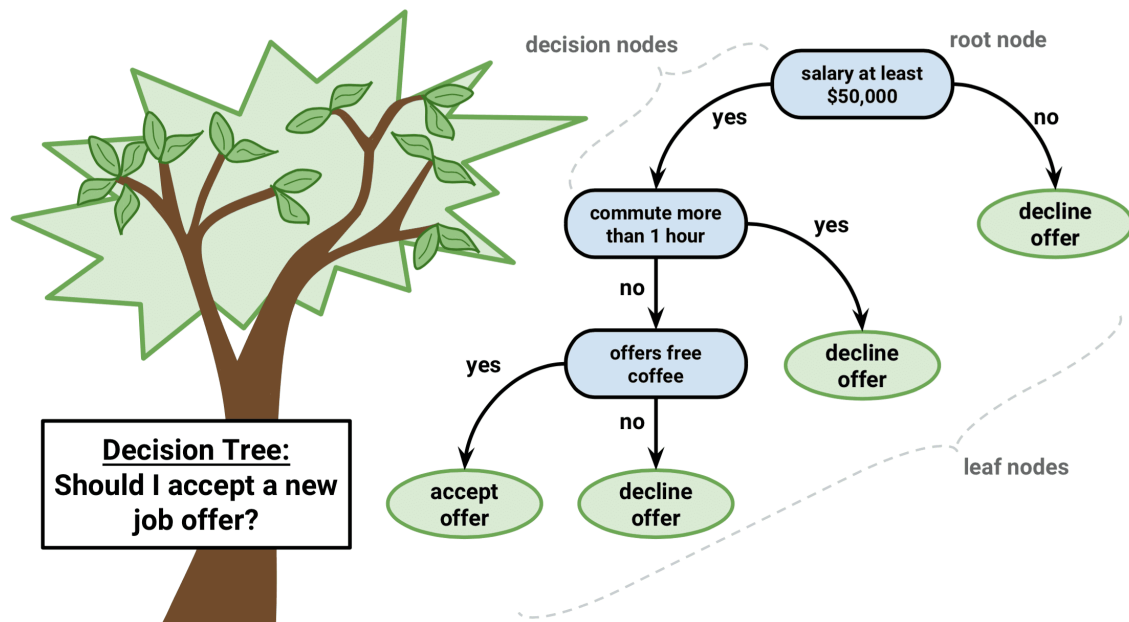 decision nodes
root node
salary at least
$50,000
yes
no
commute more
than 1 hour
yes
decline
offer
no
offers free
coffee
decline
offer
yes
no
Decision Tree:
Should I accept a new
job offer?
accept
offer
decline
offer
leaf nodes